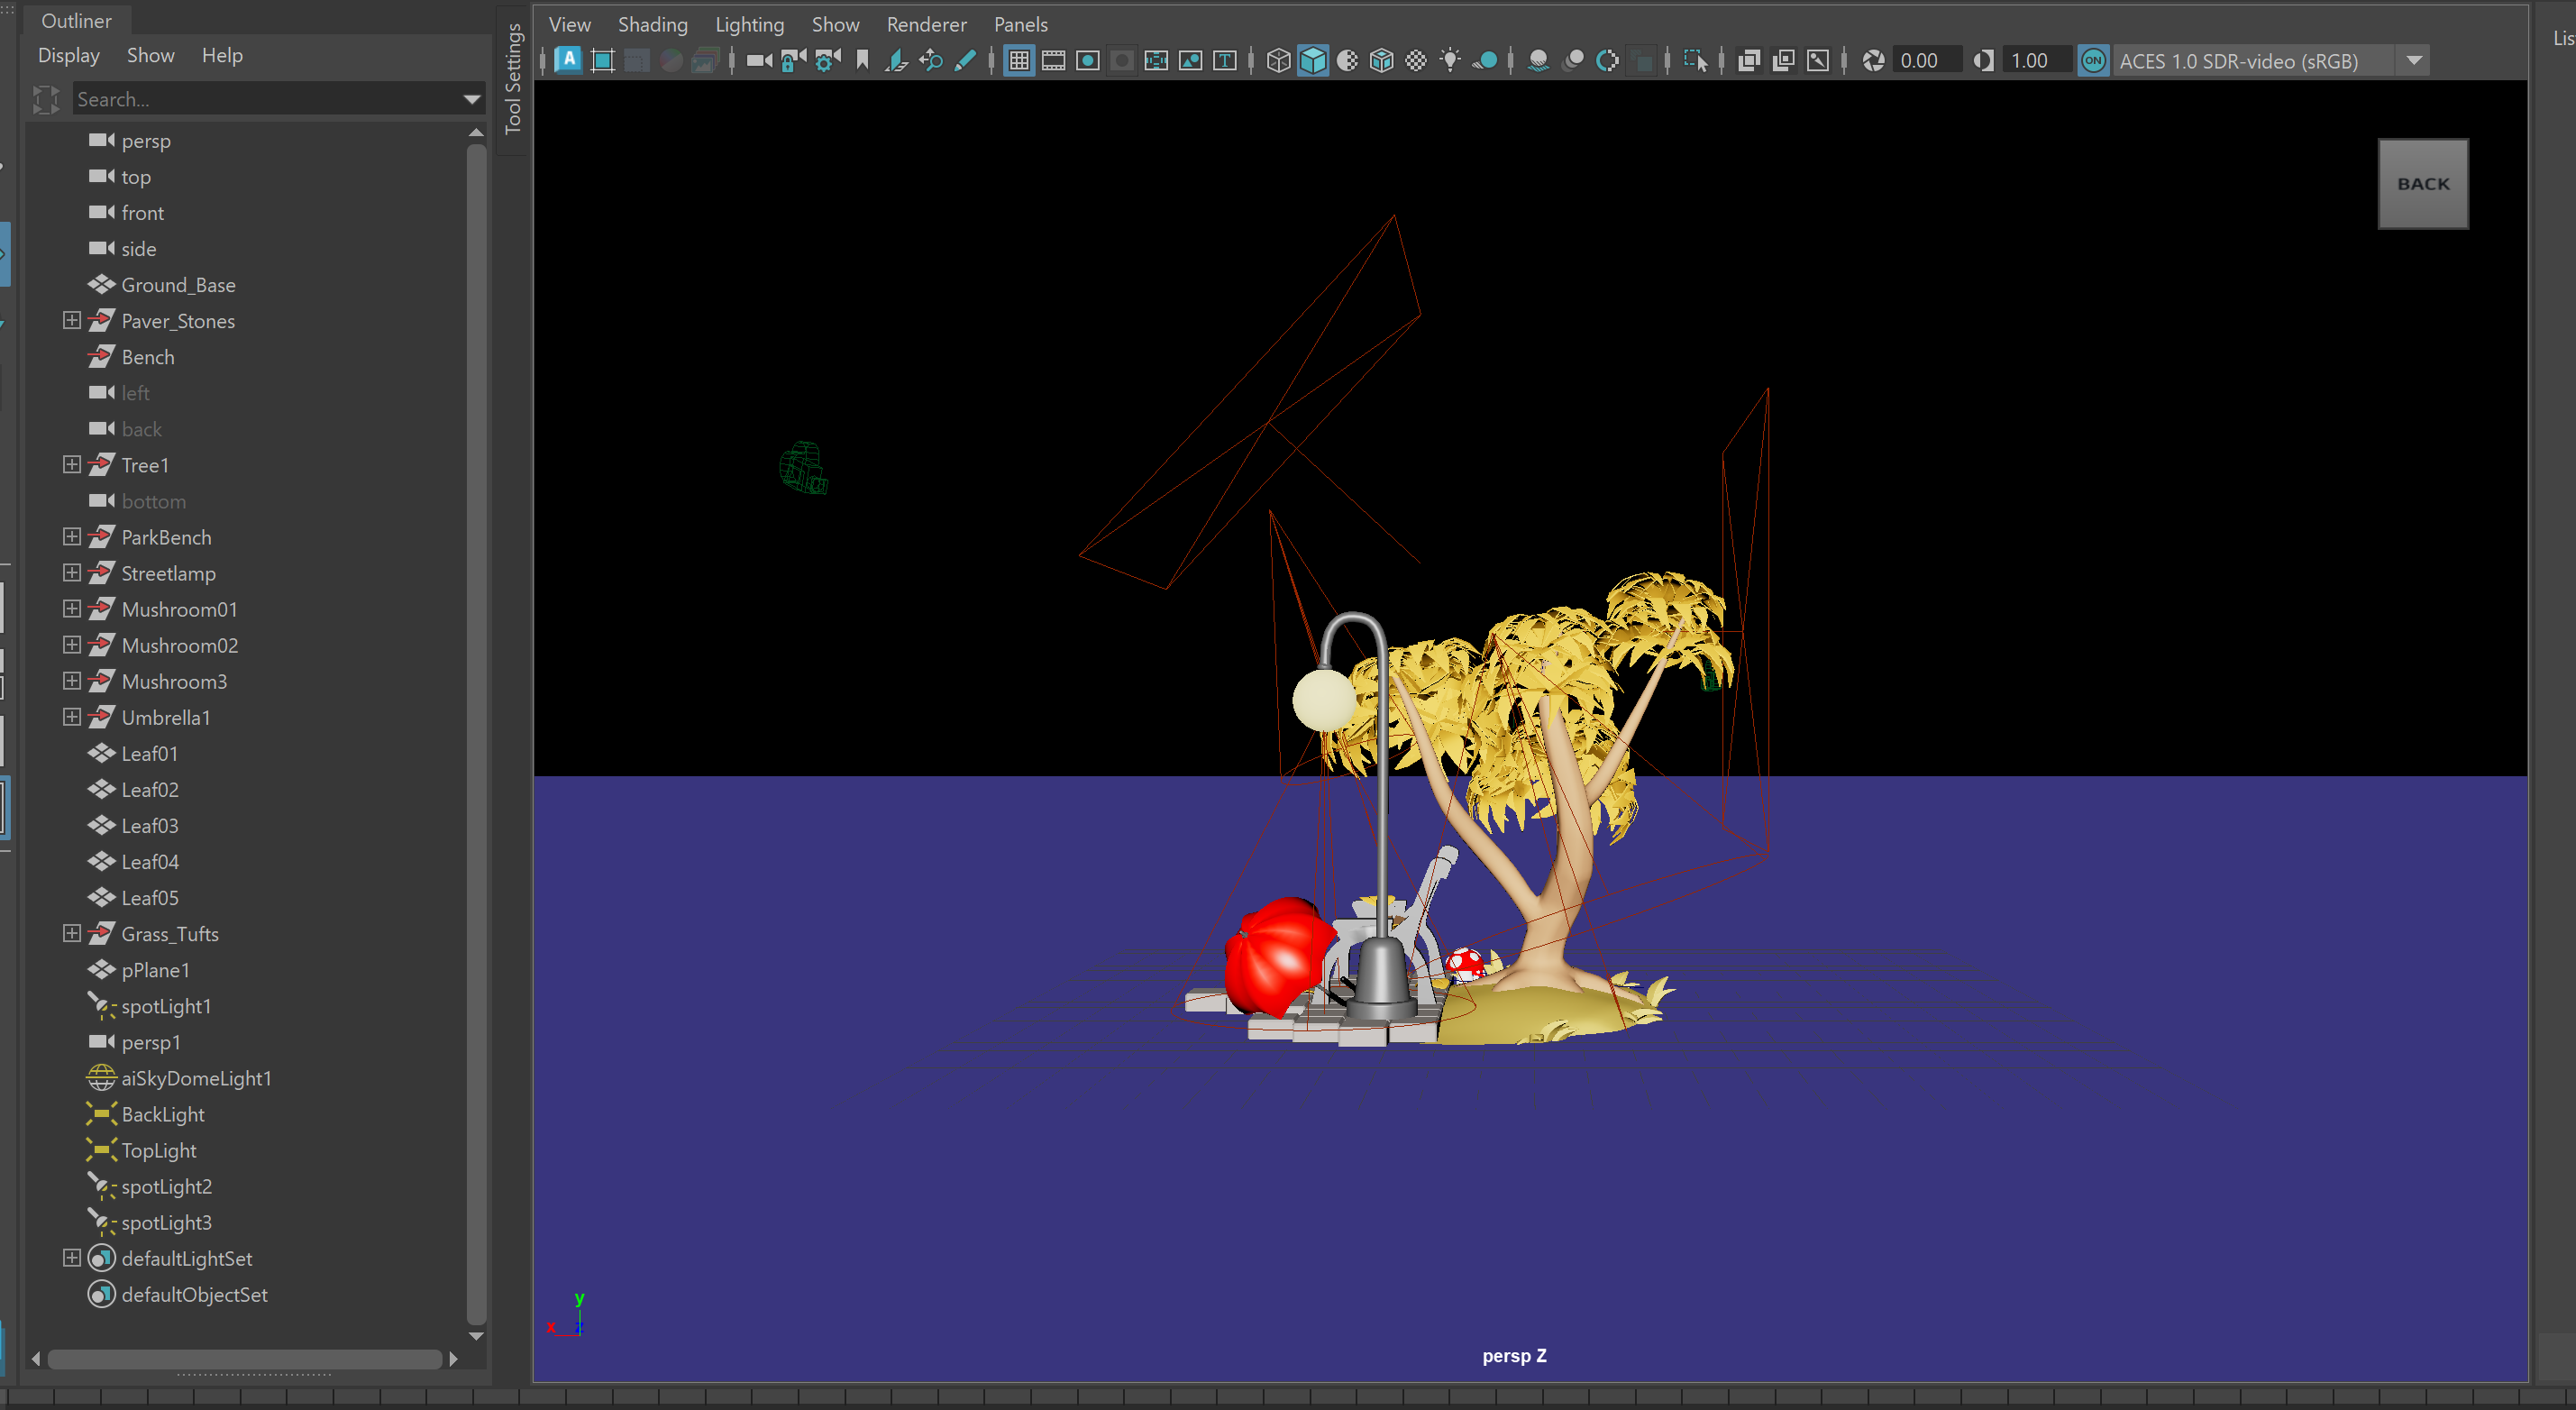 Outliner
Display Show Help
Search...
persp
top
front
side
Ground_Base
Paver_Stones
Bench
left
back
Tree1
bottom
ParkBench
Streetlamp
Mushroom01
Mushroom02
Mushroom3
Umbrella1
Leaf01
Leaf02
Leaf03
Leaf04
Leaf05
Grass_Tufts
pPlane1
spotLight1
persp1
aiSkyDomeLight1
BackLight
TopLight
spotLight2
spotLight3
defaultLightSet
defaultObjectSet
Tool Settings
View Shading Lighting Show Renderer Panels
A T 0.00 1.00 ON ACES 1.0 SDR-video (sRGB)
BACK
y
x z
persp Z